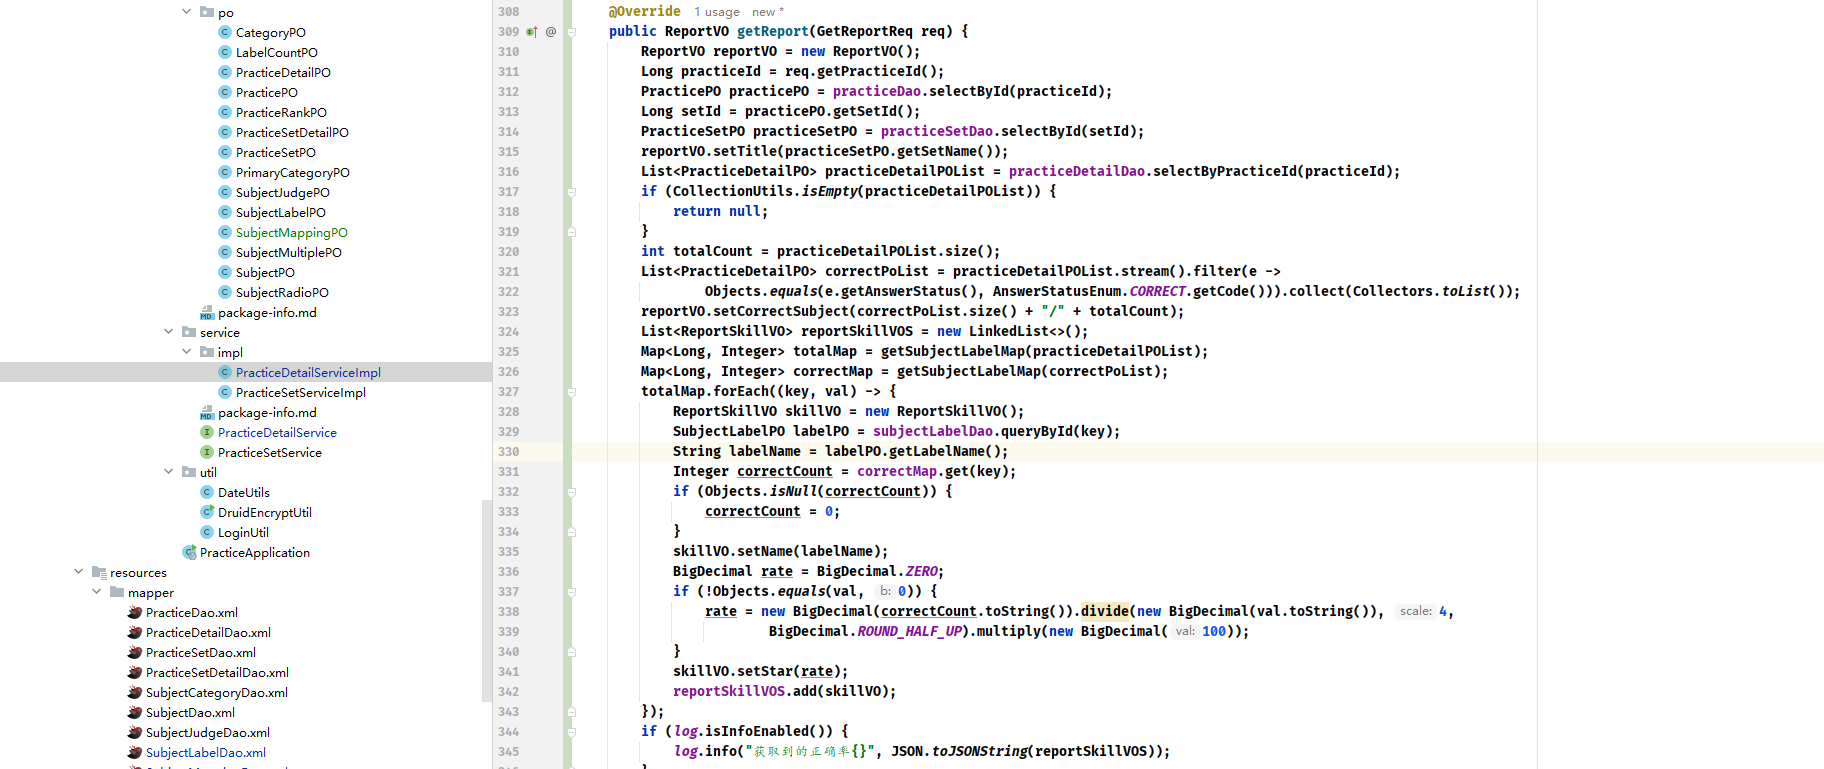 po
CategoryPO
LabelCountPO
PracticeDetailPO
PracticePO
PracticeRankPO
PracticeSetDetailPO
PracticeSetPO
PrimaryCategoryPO
SubjectJudgePO
SubjectLabelPO
SubjectMappingPO
SubjectMultiplePO
SubjectPO
SubjectRadioPO
package-info.md
service
impl
PracticeDetailServiceImpl
PracticeSetServiceImpl
package-info.md
PracticeDetailService
PracticeSetService
util
DateUtils
DruidEncryptUtil
LoginUtil
PracticeApplication
resources
mapper
PracticeDao.xml
PracticeDetailDao.xml
PracticeSetDao.xml
PracticeSetDetailDao.xml
SubjectCategoryDao.xml
SubjectDao.xml
SubjectJudgeDao.xml
SubjectLabelDao.xml
308 @Override 1 usage new *
309 public ReportVO getReport(GetReportReq req) {
310 ReportVO reportVO = new ReportVO();
311 Long practiceId = req.getPracticeId();
312 PracticePO practicePO = practiceDao.selectById(practiceId);
313 Long setId = practicePO.getSetId();
314 PracticeSetPO practiceSetPO = practiceSetDao.selectById(setId);
315 reportVO.setTitle(practiceSetPO.getSetName());
316 List<PracticeDetailPO> practiceDetailPOList = practiceDetailDao.selectByPracticeId(practiceId);
317 if (CollectionUtils.isEmpty(practiceDetailPOList)) {
318 return null;
319 }
320 int totalCount = practiceDetailPOList.size();
321 List<PracticeDetailPO> correctPoList = practiceDetailPOList.stream().filter(e ->
322 Objects.equals(e.getAnswerStatus(), AnswerStatusEnum.CORRECT.getCode())).collect(Collectors.toList());
323 reportVO.setCorrectSubject(correctPoList.size() + "/" + totalCount);
324 List<ReportSkillVO> reportSkillVOS = new LinkedList<>();
325 Map<Long, Integer> totalMap = getSubjectLabelMap(practiceDetailPOList);
326 Map<Long, Integer> correctMap = getSubjectLabelMap(correctPoList);
327 totalMap.forEach((key, val) -> {
328 ReportSkillVO skillVO = new ReportSkillVO();
329 SubjectLabelPO labelPO = subjectLabelDao.queryById(key);
330 String labelName = labelPO.getLabelName();
331 Integer correctCount = correctMap.get(key);
332 if (Objects.isNull(correctCount)) {
333 correctCount = 0;
334 }
335 skillVO.setName(labelName);
336 BigDecimal rate = BigDecimal.ZERO;
337 if (!Objects.equals(val, b: 0)) {
338 rate = new BigDecimal(correctCount.toString()).divide(new BigDecimal(val.toString()), scale: 4,
339 BigDecimal.ROUND_HALF_UP).multiply(new BigDecimal( val: 100));
340 }
341 skillVO.setStar(rate);
342 reportSkillVOS.add(skillVO);
343 });
344 if (log.isInfoEnabled()) {
345 log.info("获取到的正确率{}", JSON.toJSONString(reportSkillVOS));